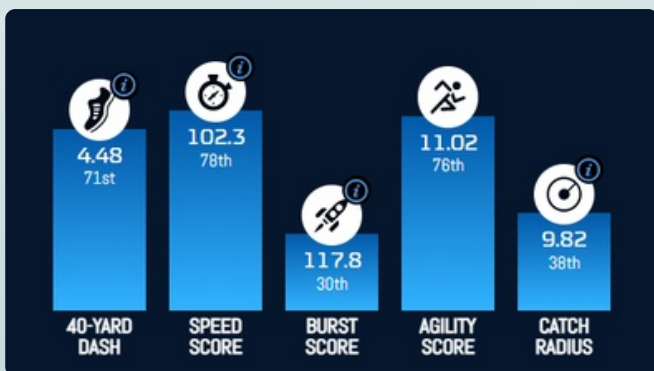 4.48
71st
102.3
78th
117.8
30th
11.02
76th
9.82
38th
40-YARD
DASH
SPEED
SCORE
BURST
SCORE
AGILITY
SCORE
CATCH
RADIUS
i
i
i
i